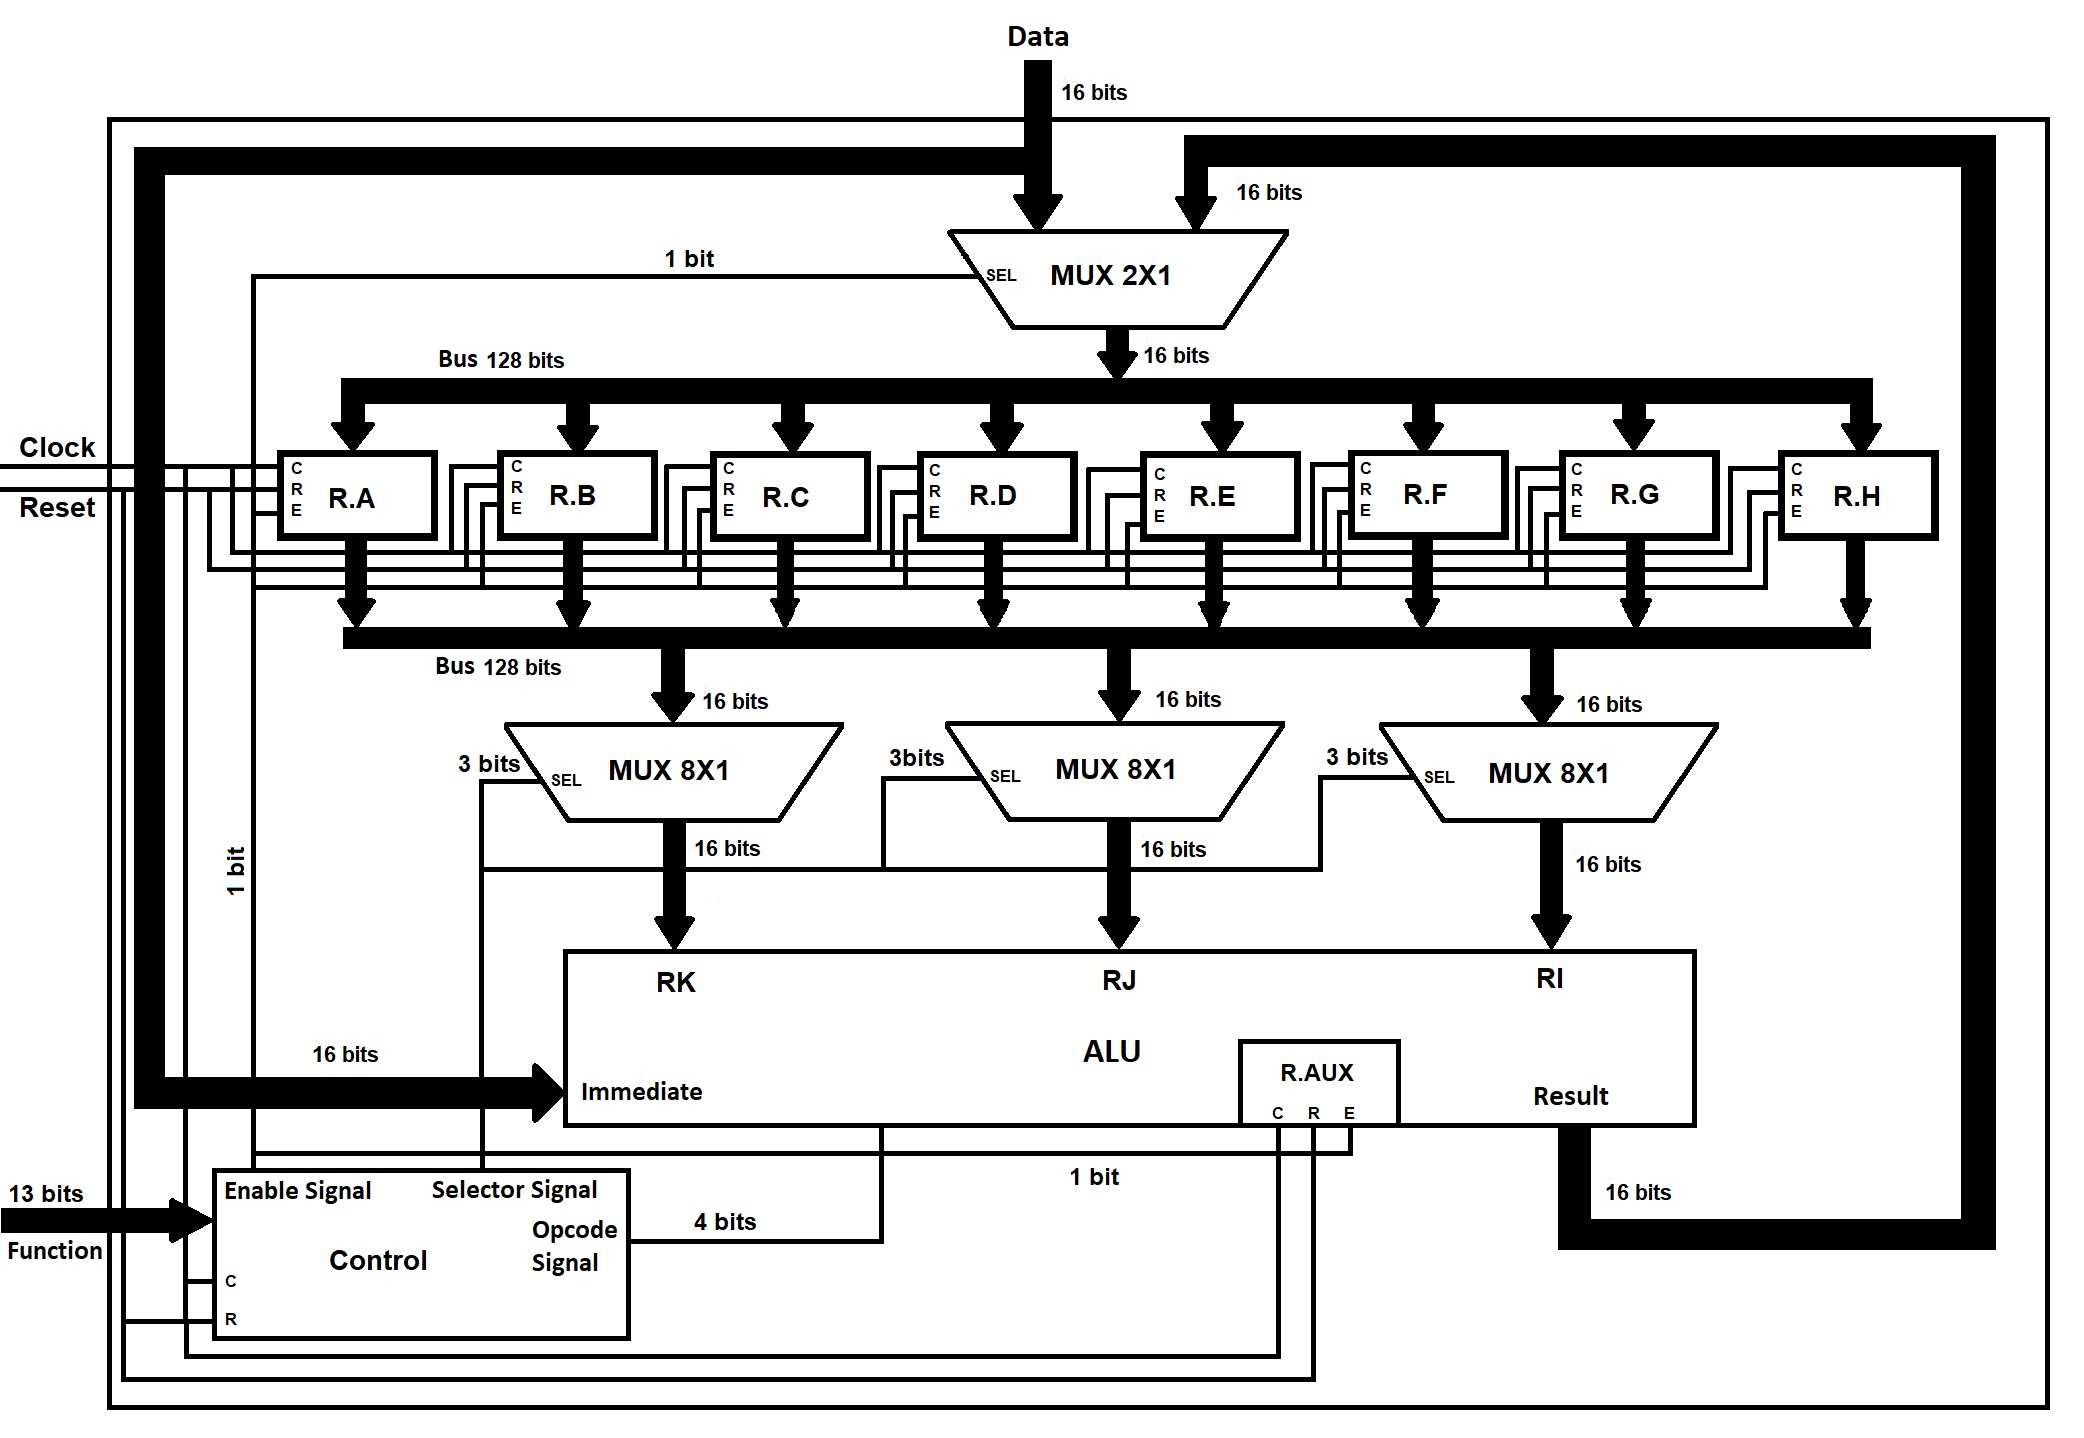 Data
16 bits
16 bits
1 bit
SEL
MUX 2X1
16 bits
Bus 128 bits
Clock
Reset
C
R
E
R.A
C
R
E
R.B
C
R
E
R.C
C
R
E
R.D
C
R
E
R.E
C
R
E
R.F
C
R
E
R.G
C
R
E
R.H
Bus 128 bits
16 bits
16 bits
16 bits
3 bits
SEL
MUX 8X1
3bits
SEL
MUX 8X1
3 bits
SEL
MUX 8X1
1 bit
16 bits
16 bits
16 bits
RK
RJ
RI
ALU
16 bits
Immediate
R.AUX
C R E
Result
1 bit
13 bits
Function
Enable Signal
Selector Signal
Opcode
Signal
Control
C
R
4 bits
16 bits